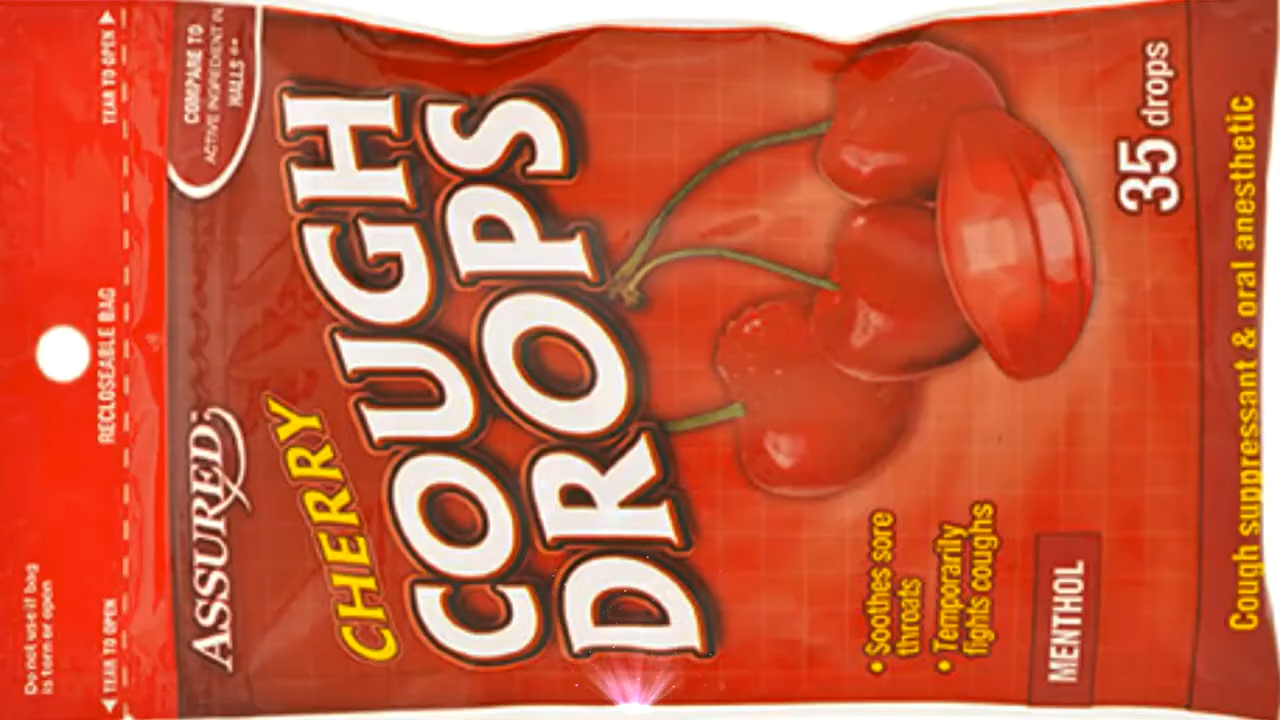 Do not use if bag
is torn or open
TEAR TO OPEN
RECLOSEABLE BAG
TEAR TO OPEN
COMPARE TO
ACTIVE INGREDIENT IN
HALLS
ASSURED
CHERRY
COUGH
DROPS
• Soothes sore
throats
• Temporarily
fights coughs
MENTHOL
35 drops
Cough suppressant & oral anesthetic